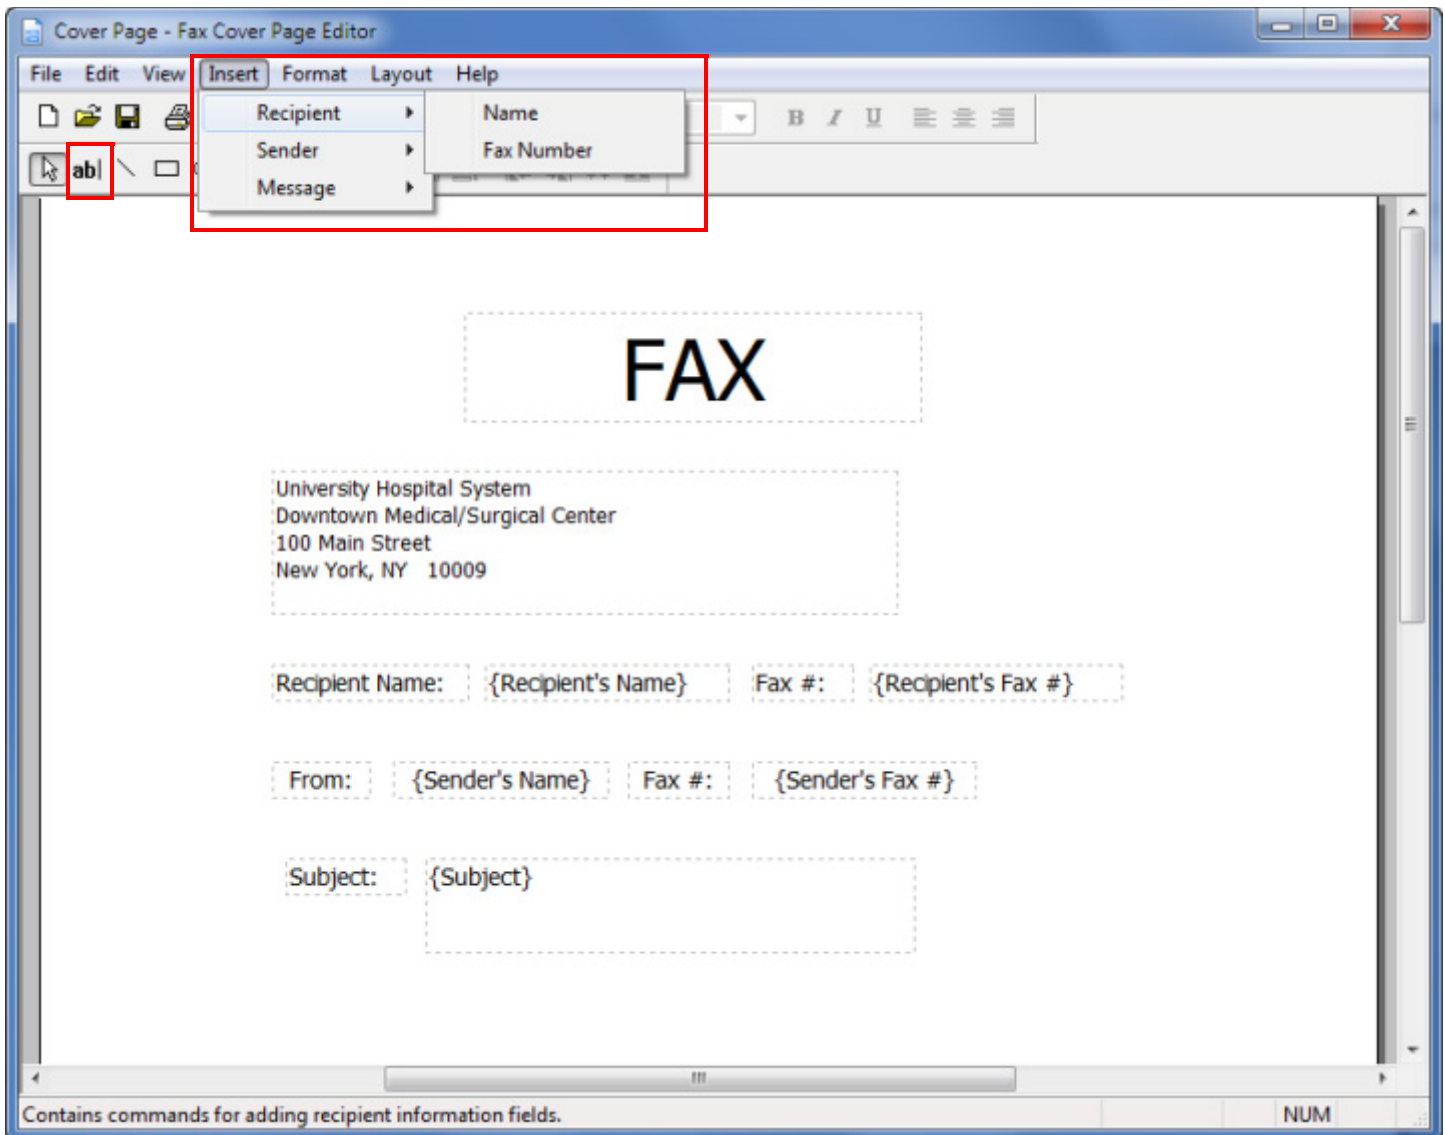 Cover Page - Fax Cover Page Editor
File Edit View Insert Format Layout Help
Recipient Name
B I U
Sender Fax Number
ab|
Message
FAX
University Hospital System
Downtown Medical/Surgical Center
100 Main Street
New York, NY 10009
Recipient Name: {Recipient's Name} Fax #: {Recipient's Fax #}
From: {Sender's Name} Fax #: {Sender's Fax #}
Subject: {Subject}
Contains commands for adding recipient information fields. NUM